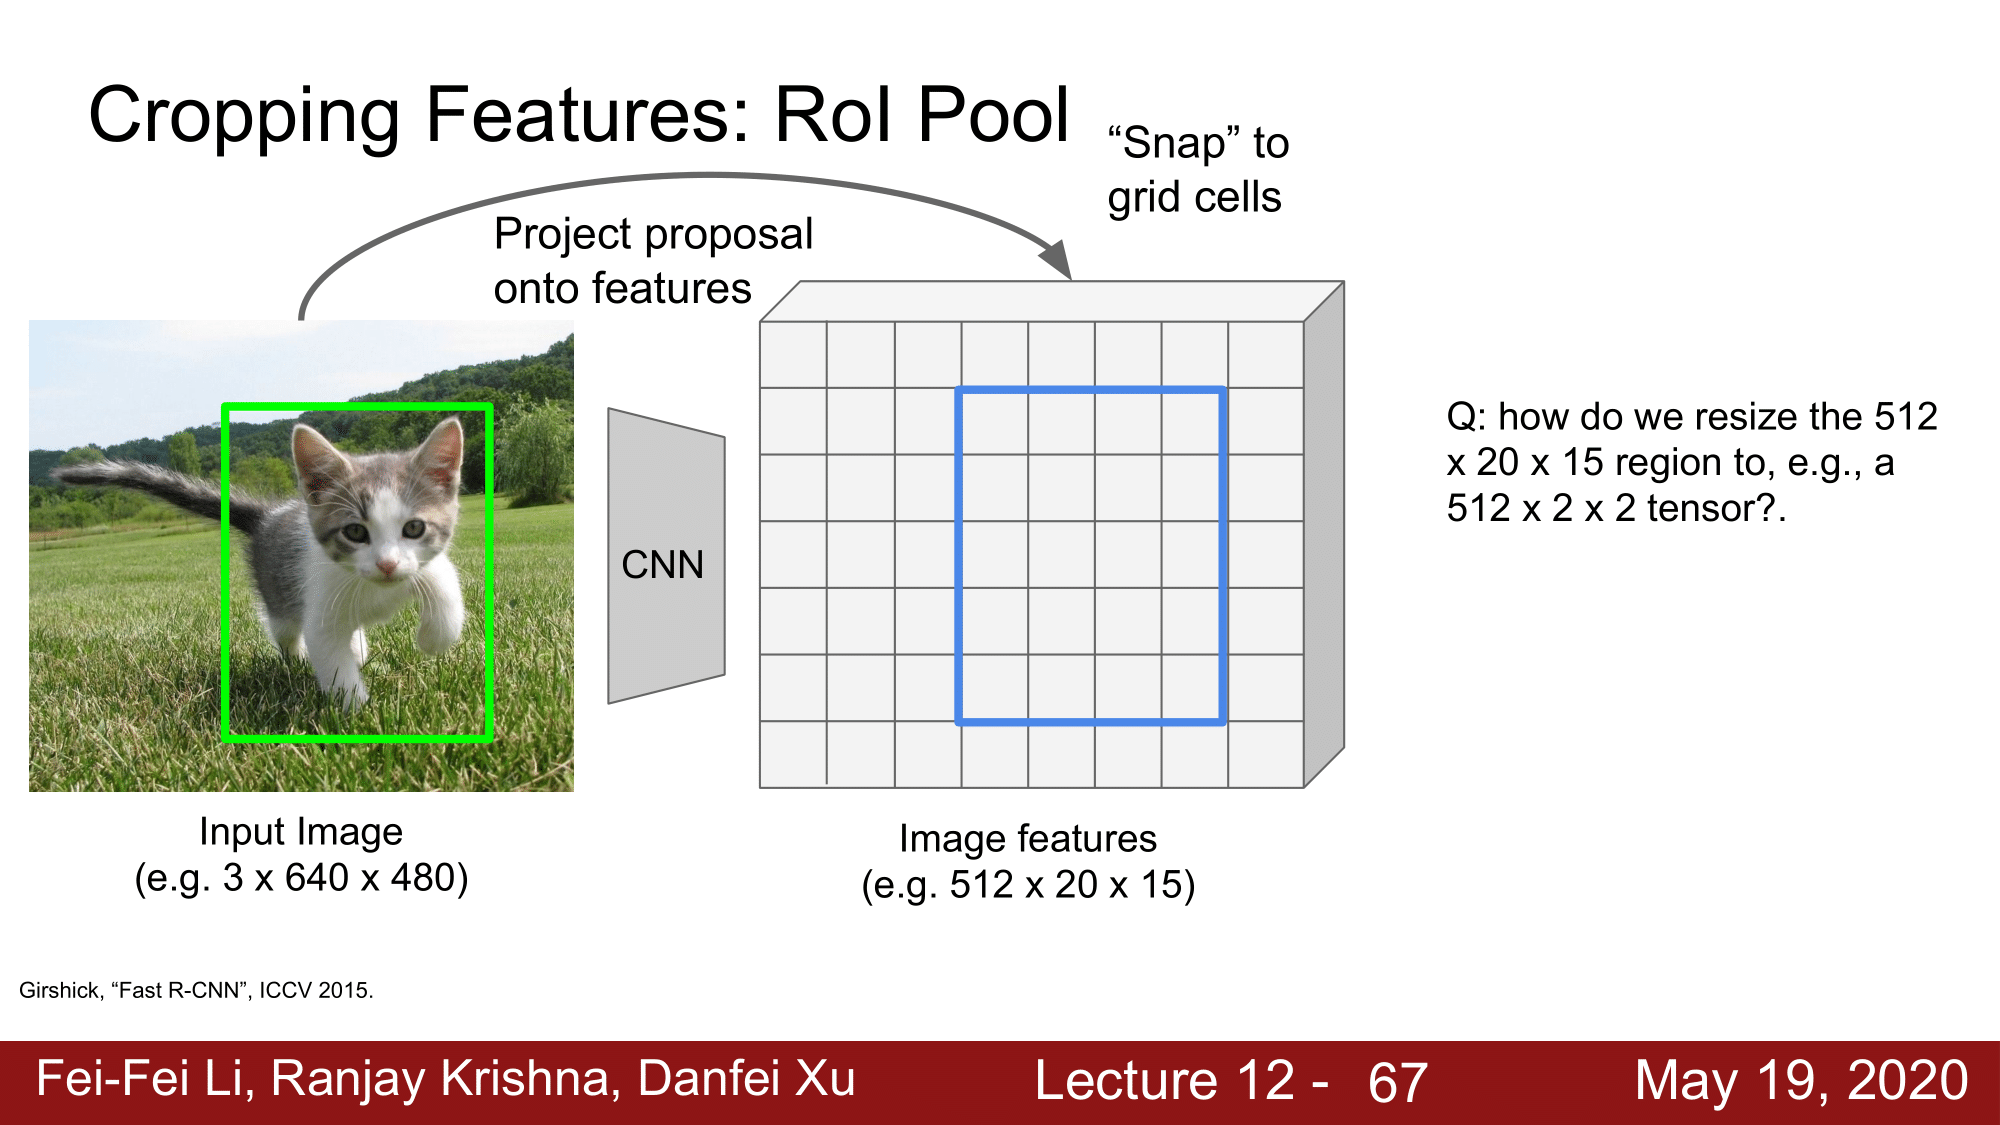 Cropping Features: RoI Pool
“Snap” to
grid cells
Project proposal
onto features
CNN
Q: how do we resize the 512
x 20 x 15 region to, e.g., a
512 x 2 x 2 tensor?.
Input Image
(e.g. 3 x 640 x 480)
Image features
(e.g. 512 x 20 x 15)
Girshick, “Fast R-CNN”, ICCV 2015.
Fei-Fei Li, Ranjay Krishna, Danfei Xu
Lecture 12 - 67
May 19, 2020